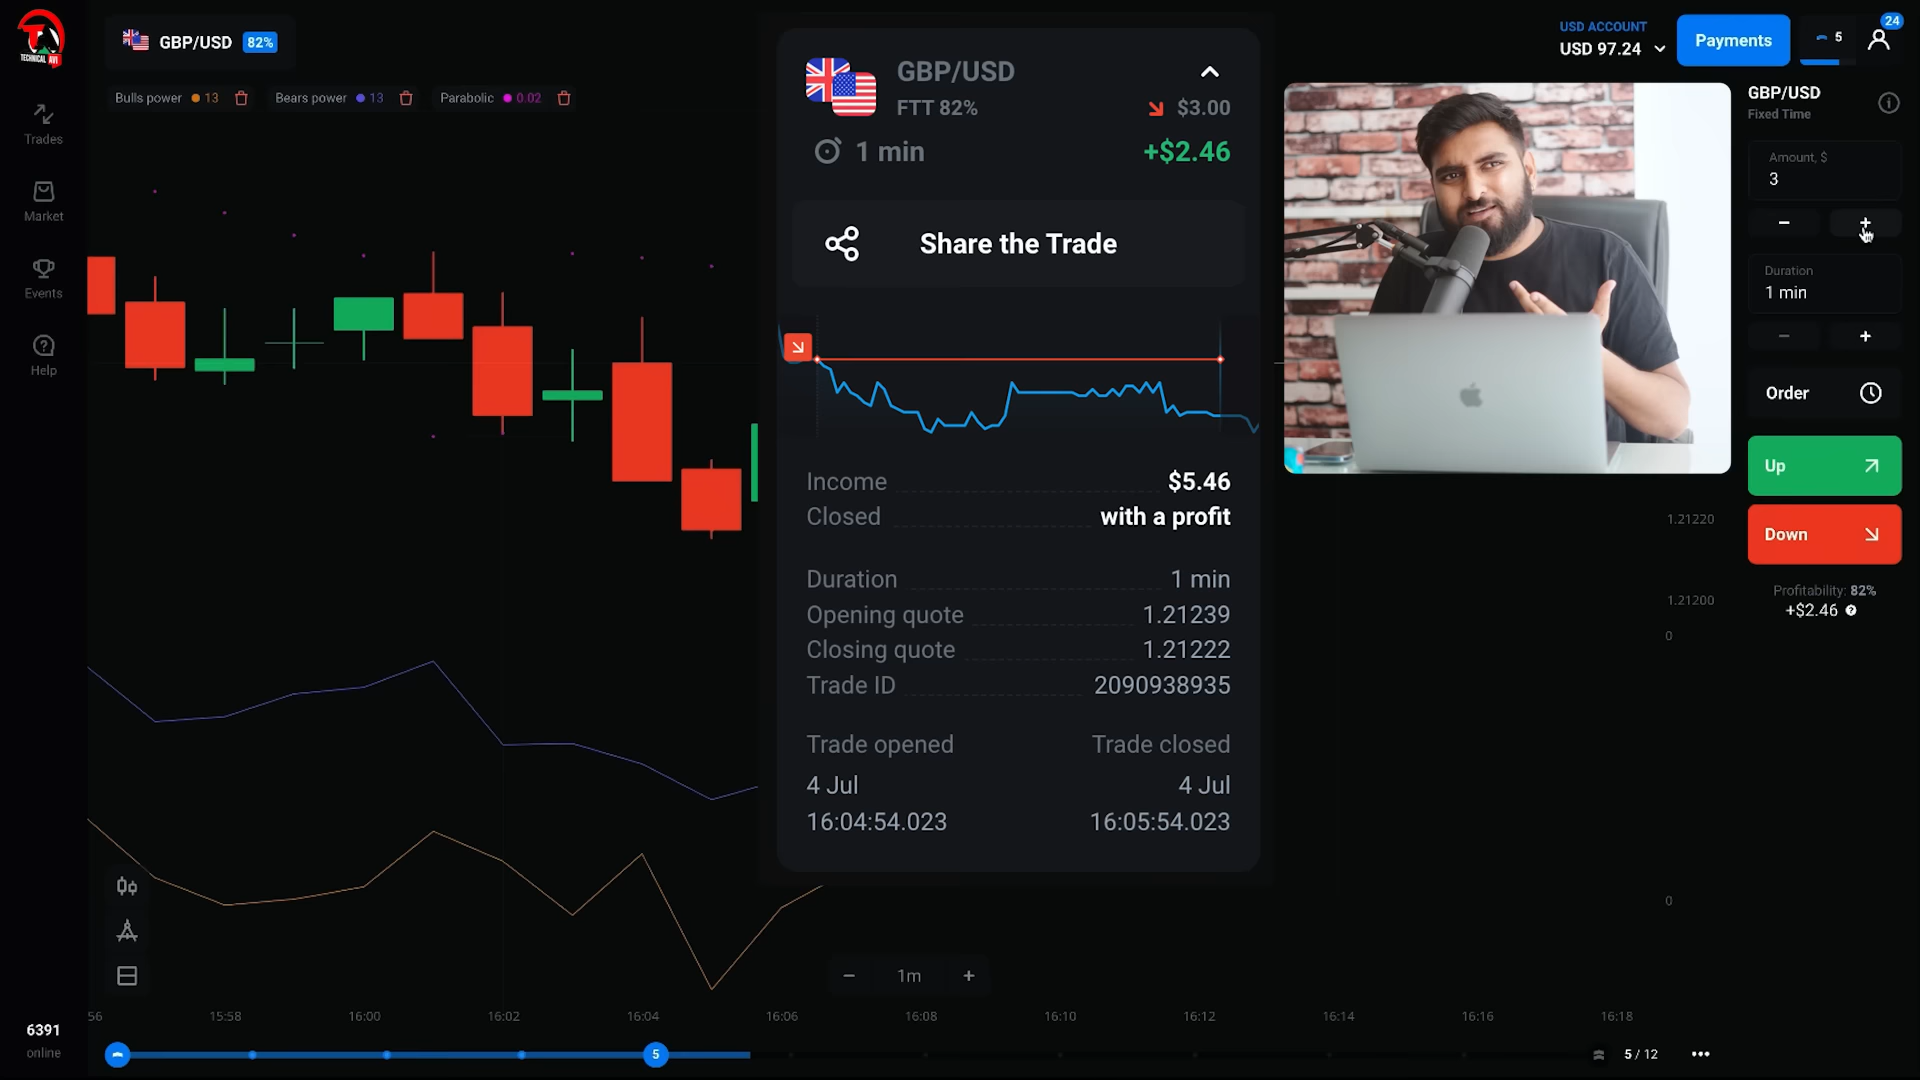 TECHNICAL AVI
GBP/USD 82%
Bulls power 13
Bears power 13
Parabolic 0.02
Trades
Market
Events
Help
6391
online
GBP/USD
FTT 82%
$3.00
1 min
+$2.46
Share the Trade
Income $5.46
Closed with a profit
Duration 1 min
Opening quote 1.21239
Closing quote 1.21222
Trade ID 2090938935
Trade opened Trade closed
4 Jul 4 Jul
16:04:54.023 16:05:54.023
− 1m +
56 15:58 16:00 16:02 16:04 16:06 16:08 16:10 16:12 16:14 16:16 16:18
5
5 / 12
USD ACCOUNT
USD 97.24
Payments
5
24
GBP/USD
Fixed Time
Amount, $
3
− +
Duration
1 min
− +
Order
Up
Down
Profitability: 82%
+$2.46
1.21220
1.21200
0
0